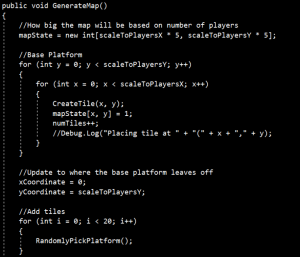 public void GenerateMap()
{
//How big the map will be based on number of players
mapState = new int[scaleToPlayersX * 5, scaleToPlayersY * 5];
//Base Platform
for (int y = 0; y < scaleToPlayersY; y++)
{
for (int x = 0; x < scaleToPlayersX; x++)
{
CreateTile(x, y);
mapState[x, y] = 1;
numTiles++;
//Debug.Log("Placing tile at " + "(" + x + "," + y);
}
}
//Update to where the base platform leaves off
xCoordinate = 0;
yCoordinate = scaleToPlayersY;
//Add tiles
for (int i = 0; i < 20; i++)
{
RandomlyPickPlatform();
}